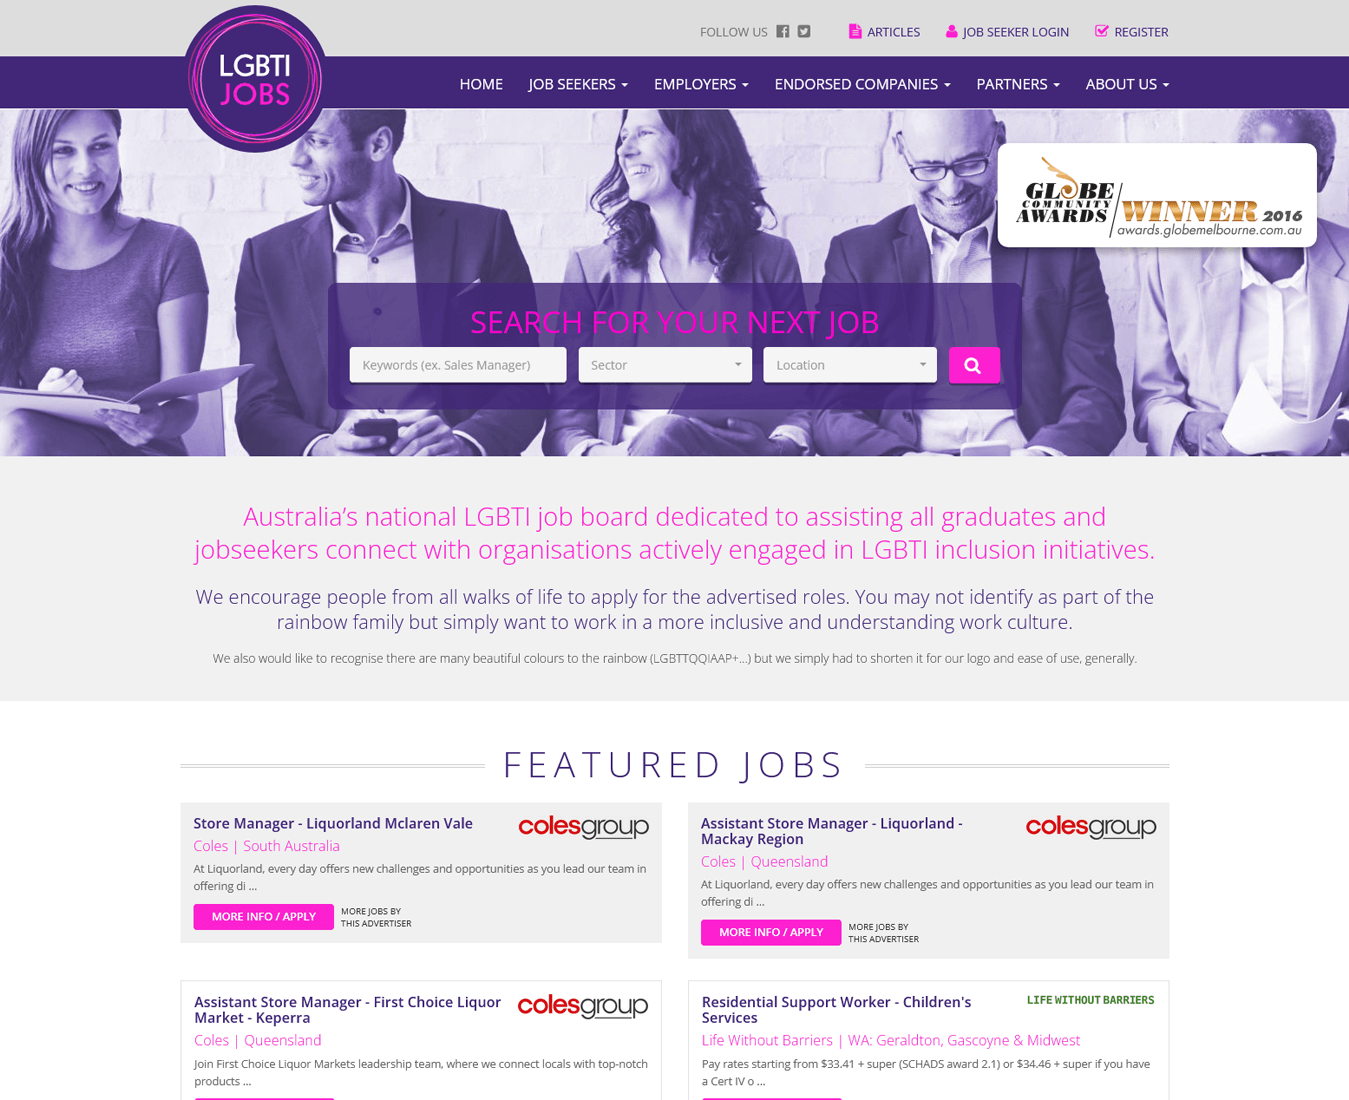 FOLLOW US
ARTICLES
JOB SEEKER LOGIN
REGISTER
LGBTI
JOBS
HOME
JOB SEEKERS
EMPLOYERS
ENDORSED COMPANIES
PARTNERS
ABOUT US
GLOBE
COMMUNITY
AWARDS
WINNER 2016
awards.globemelbourne.com.au
SEARCH FOR YOUR NEXT JOB
Keywords (ex. Sales Manager)
Sector
Location
Australia’s national LGBTI job board dedicated to assisting all graduates and
jobseekers connect with organisations actively engaged in LGBTI inclusion initiatives.
We encourage people from all walks of life to apply for the advertised roles. You may not identify as part of the
rainbow family but simply want to work in a more inclusive and understanding work culture.
We also would like to recognise there are many beautiful colours to the rainbow (LGBTTQQIAAP+...) but we simply had to shorten it for our logo and ease of use, generally.
FEATURED JOBS
Store Manager - Liquorland Mclaren Vale
colesgroup
Coles | South Australia
At Liquorland, every day offers new challenges and opportunities as you lead our team in
offering di ...
MORE INFO / APPLY
MORE JOBS BY
THIS ADVERTISER
Assistant Store Manager - Liquorland -
Mackay Region
colesgroup
Coles | Queensland
At Liquorland, every day offers new challenges and opportunities as you lead our team in
offering di ...
MORE INFO / APPLY
MORE JOBS BY
THIS ADVERTISER
Assistant Store Manager - First Choice Liquor
Market - Keperra
colesgroup
Coles | Queensland
Join First Choice Liquor Markets leadership team, where we connect locals with top-notch
products ...
Residential Support Worker - Children's
Services
LIFE WITHOUT BARRIERS
Life Without Barriers | WA: Geraldton, Gascoyne & Midwest
Pay rates starting from $33.41 + super (SCHADS award 2.1) or $34.46 + super if you have
a Cert IV o ...